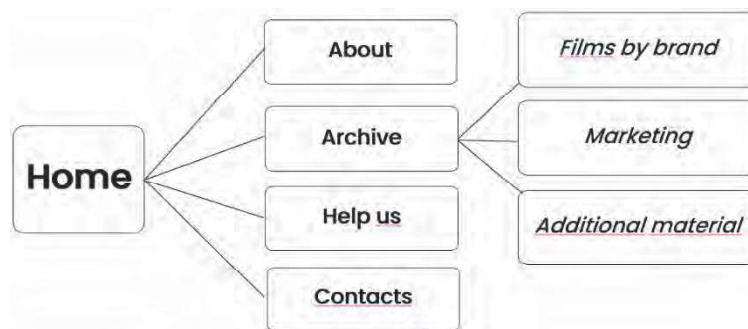 Home
About
Archive
Help us
Contacts
Films by brand
Marketing
Additional material